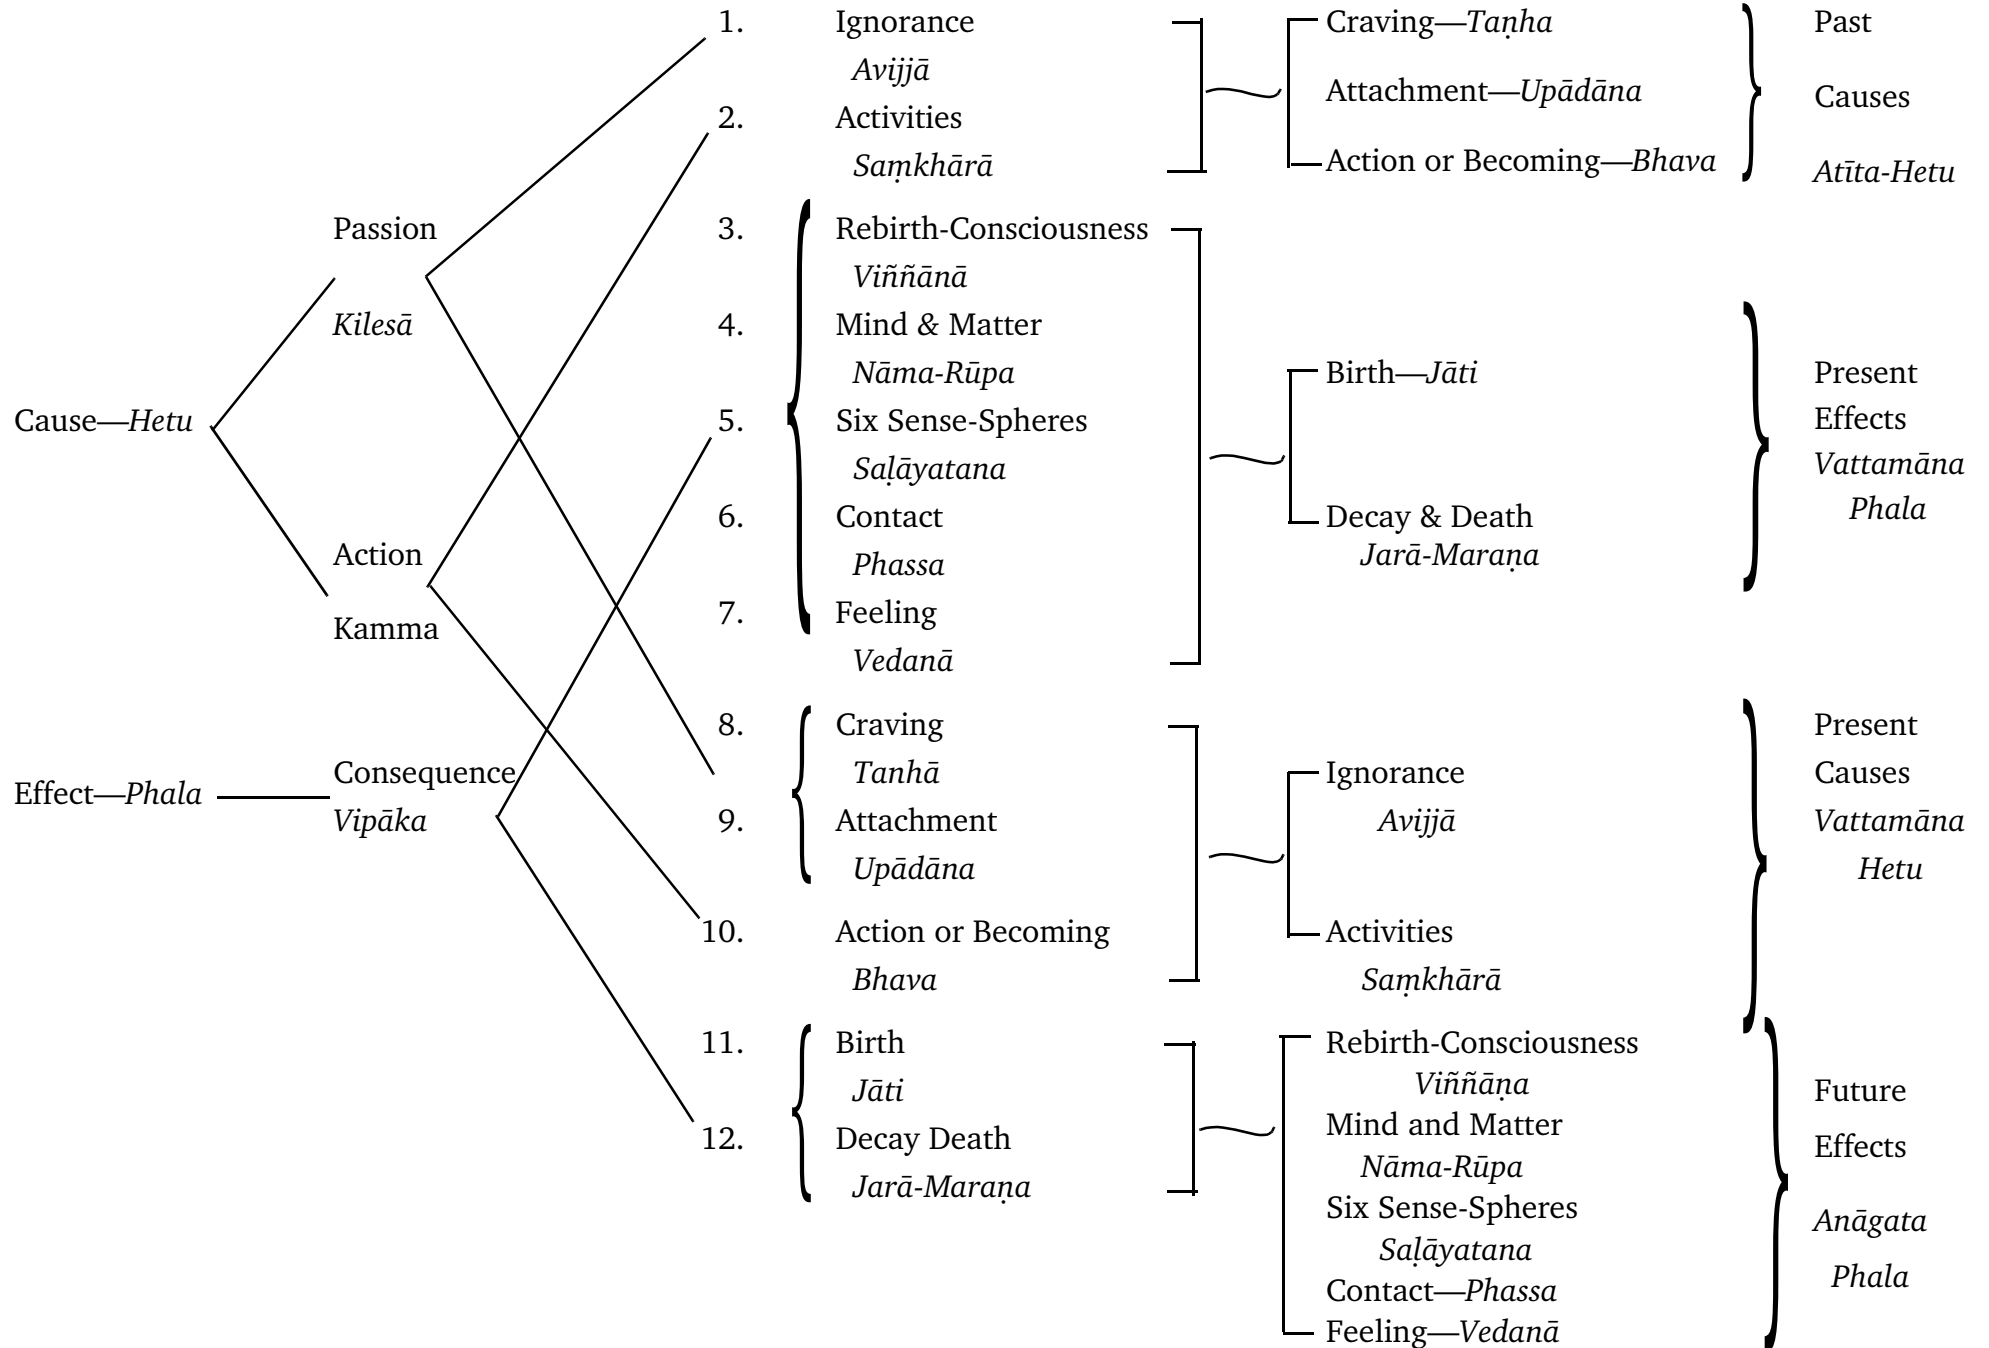 1. Ignorance Craving—Taṇha Past
Avijjā
Attachment—Upādāna Causes
2. Activities
Saṃkhārā Action or Becoming—Bhava Atīta-Hetu
Passion 3. Rebirth-Consciousness
Viññānā
Kilesā 4. Mind & Matter
Nāma-Rūpa Birth—Jāti Present
Cause—Hetu 5. Six Sense-Spheres Effects
Saḷāyatana Vattamāna
6. Contact Decay & Death Phala
Action Phassa Jarā-Maraṇa
Kamma 7. Feeling
Vedanā
8. Craving Present
Consequence Tanhā Ignorance Causes
Effect—Phala
Vipāka 9. Attachment Avijjā Vattamāna
Upādāna Hetu
10. Action or Becoming Activities
Bhava Saṃkhārā
11. Birth Rebirth-Consciousness
Jāti Viññāṇa Future
12. Decay Death Mind and Matter Effects
Jarā-Maraṇa Nāma-Rūpa
Six Sense-Spheres Anāgata
Saḷāyatana
Contact—Phassa Phala
Feeling—Vedanā